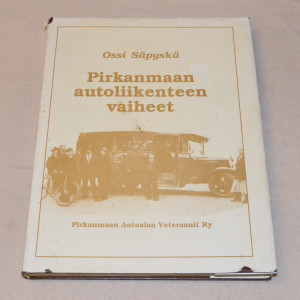 Ossi Säpyskä
Pirkanmaan
autoliikenteen
vaiheet
Pirkanmaan Autoalan Veteraanit Ry